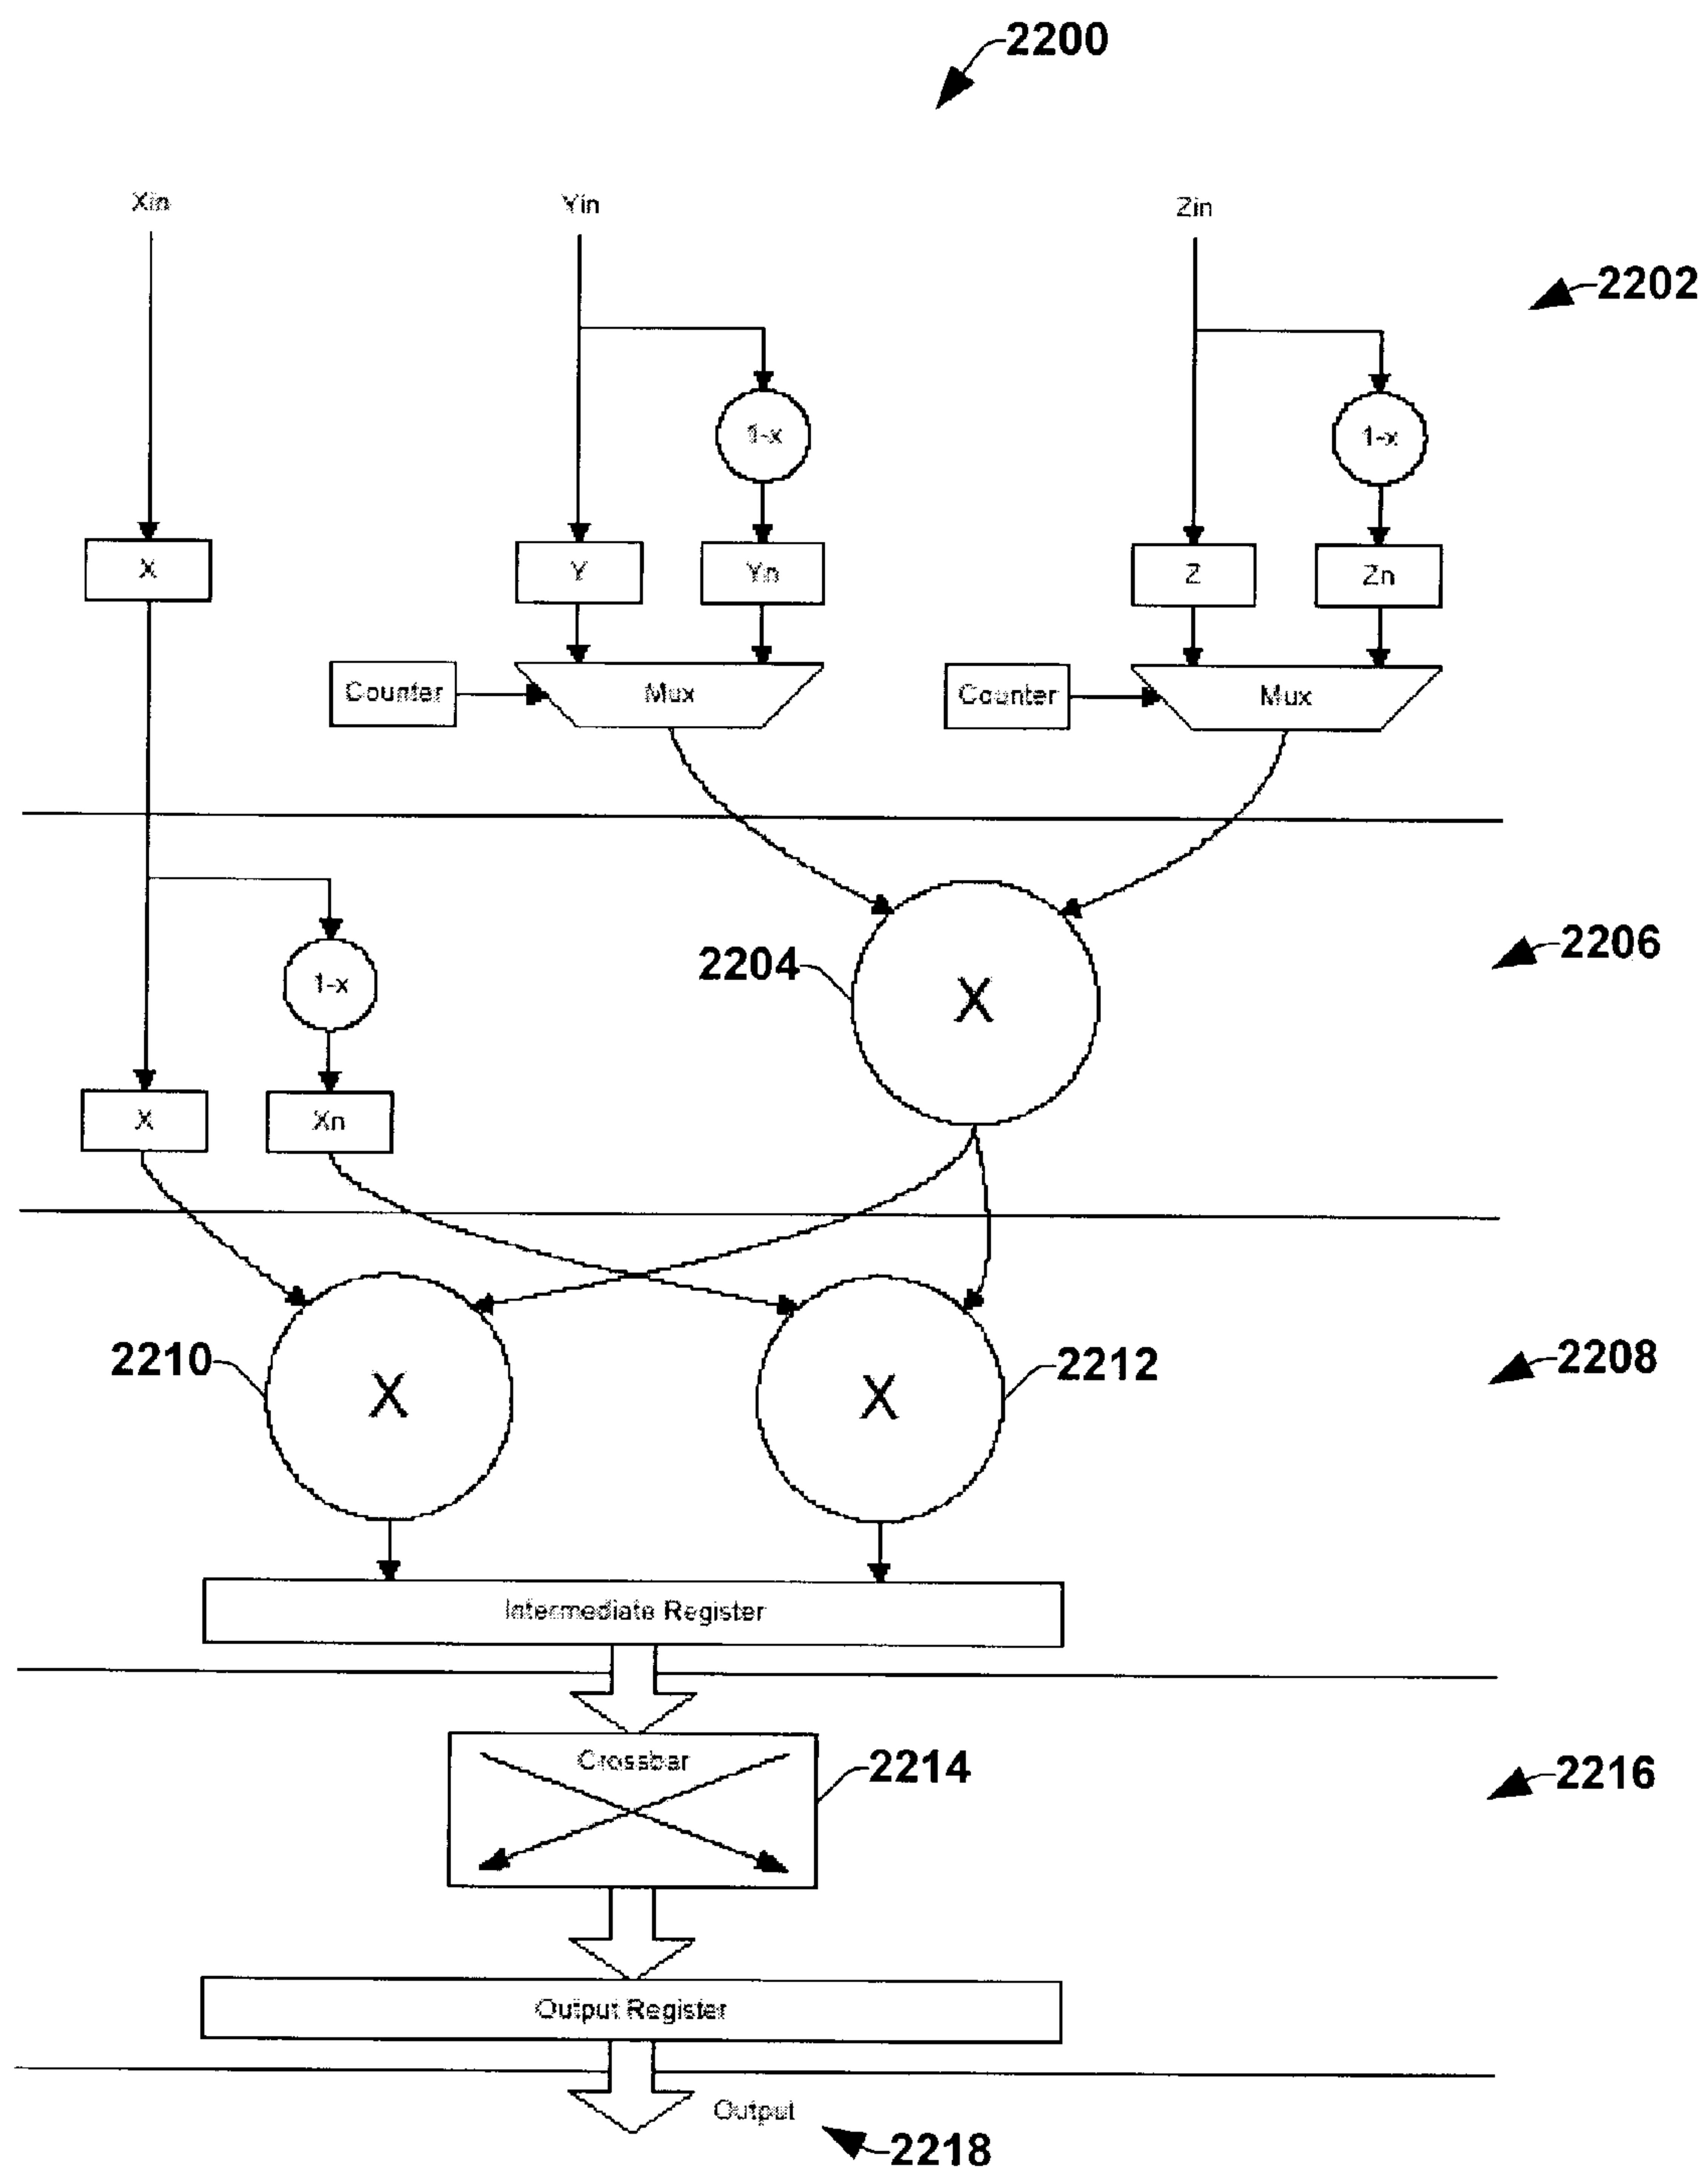 2200
Xin
Yin
Zin
2202
1-x
1-x
X
Y
Yn
Z
Zn
Counter
Mux
Counter
Mux
2204
X
2206
1-x
X
Xn
2210
X
X
2212
2208
Intermediate Register
Crossbar
2214
2216
Output Register
Output
2218